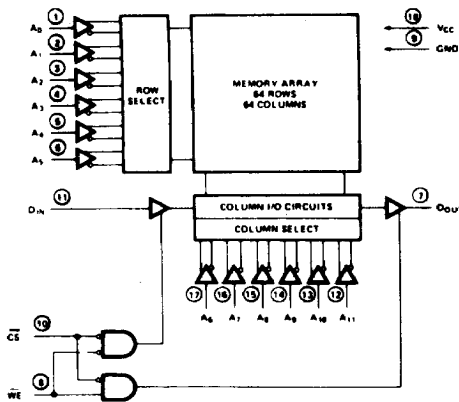 ① A0
② A1
③ A2
④ A3
⑤ A4
⑥ A5
ROW
SELECT
MEMORY ARRAY
64 ROWS
64 COLUMNS
⑱ VCC
⑨ GND
⑪ DIN
COLUMN I/O CIRCUITS
COLUMN SELECT
⑦ DOUT
⑰ ⑯ ⑮ ⑭ ⑬ ⑫
A6 A7 A8 A9 A10 A11
⑩ C̅S̅
⑧ W̅E̅